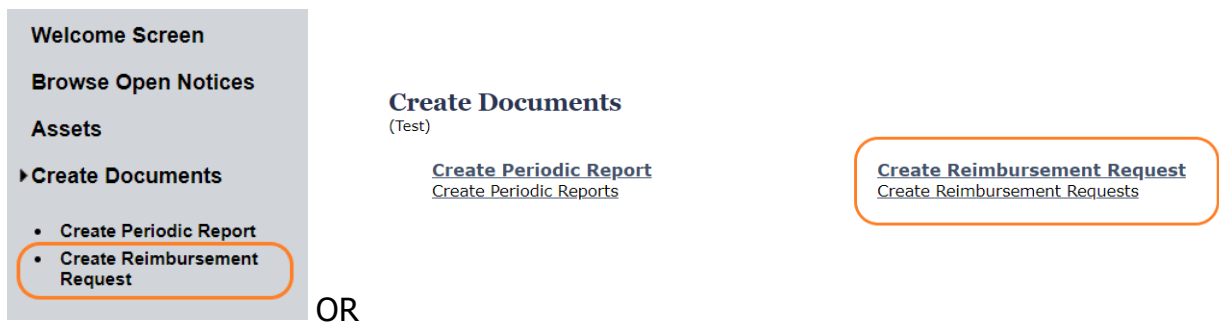 Welcome Screen
Browse Open Notices
Assets
Create Documents
• Create Periodic Report
• Create Reimbursement
Request
OR
Create Documents
(Test)
Create Periodic Report
Create Periodic Reports
Create Reimbursement Request
Create Reimbursement Requests